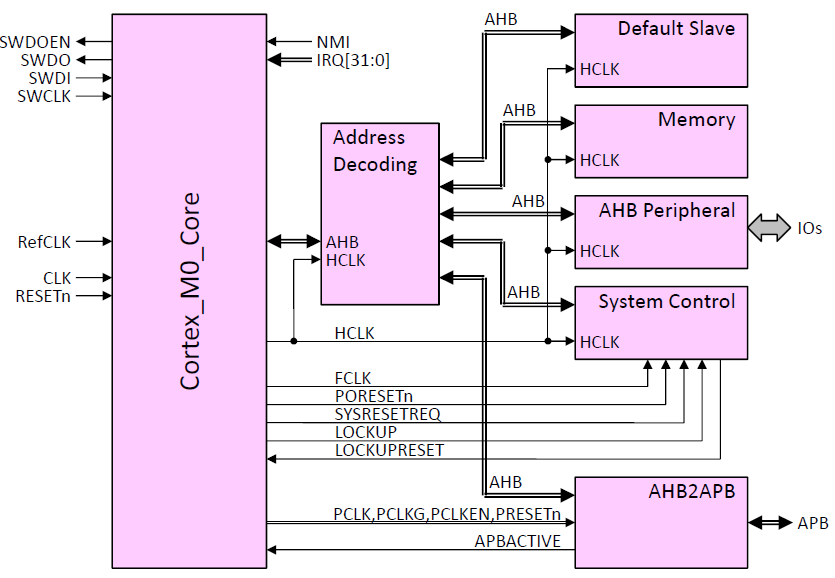 SWDOEN
SWDO
SWDI
SWCLK
RefCLK
CLK
RESETn
Cortex_M0_Core
NMI
IRQ[31:0]
Address
Decoding
AHB
HCLK
AHB
Default Slave
HCLK
AHB
Memory
HCLK
AHB
AHB Peripheral
HCLK
IOs
AHB
System Control
HCLK
HCLK
FCLK
PORESETn
SYSRESETREQ
LOCKUP
LOCKUPRESET
AHB
AHB2APB
PCLK,PCLKG,PCLKEN,PRESETn
APBACTIVE
APB